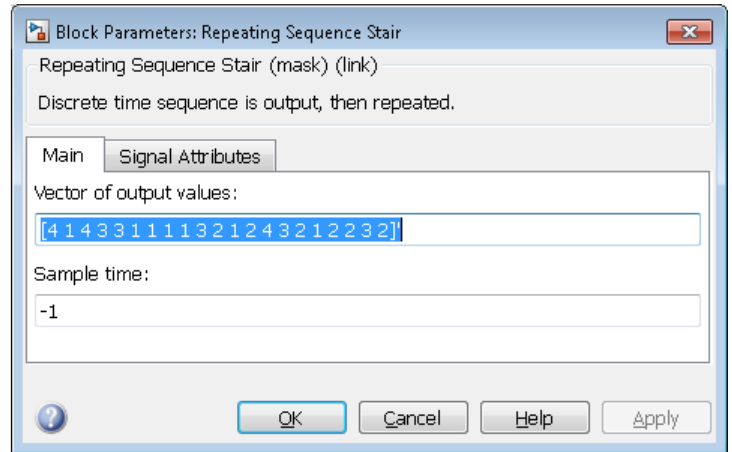 Block Parameters: Repeating Sequence Stair
Repeating Sequence Stair (mask) (link)
Discrete time sequence is output, then repeated.
Main Signal Attributes
Vector of output values:
[4 1 4 3 3 1 1 1 1 3 2 1 2 4 3 2 1 2 2 3 2]'
Sample time:
-1
? OK Cancel Help Apply